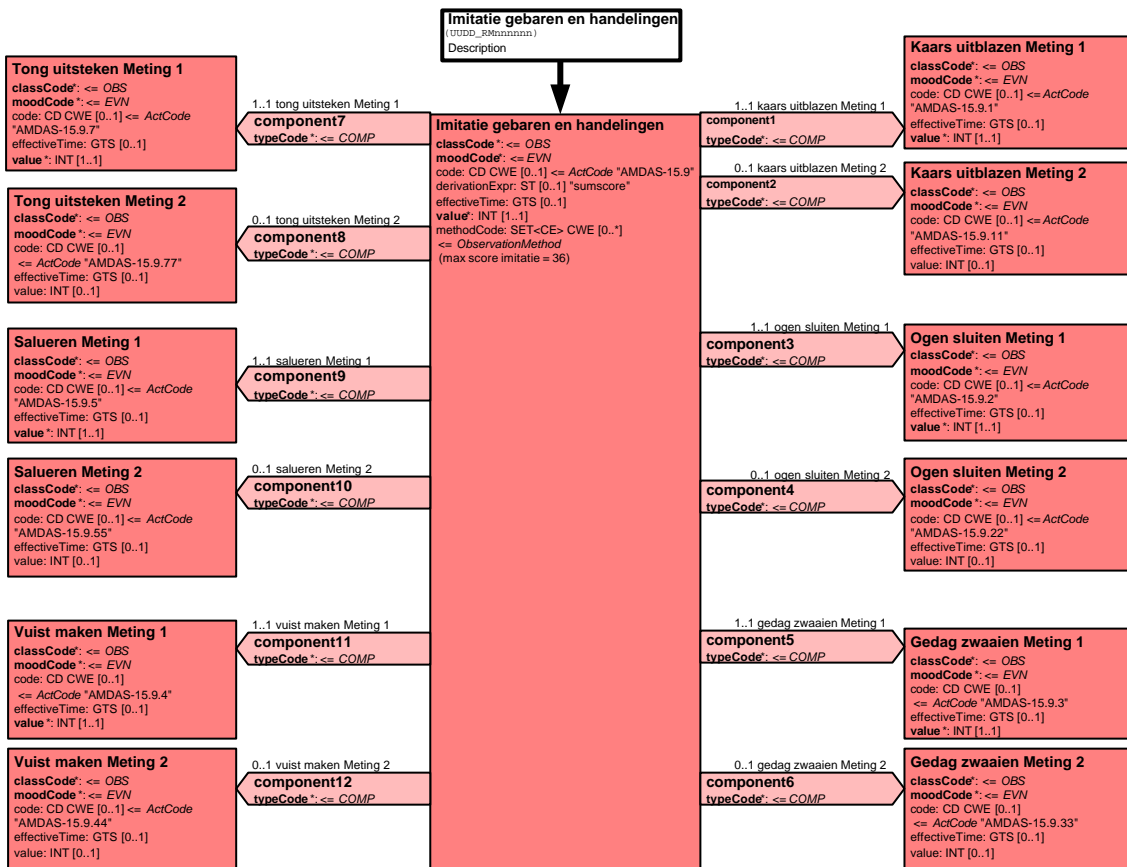 Imitatie gebaren en handelingen
(UUDD_RMnnnnnn)
Description
Tong uitsteken Meting 1
classCode*: <= OBS
moodCode*: <= EVN
code: CD CWE [0..1] <= ActCode
"AMDAS-15.9.7"
effectiveTime: GTS [0..1]
value*: INT [1..1]
1..1 tong uitsteken Meting 1
component7
typeCode*: <= COMP
Tong uitsteken Meting 2
classCode*: <= OBS
moodCode*: <= EVN
code: CD CWE [0..1]
<= ActCode "AMDAS-15.9.77"
effectiveTime: GTS [0..1]
value: INT [0..1]
0..1 tong uitsteken Meting 2
component8
typeCode*: <= COMP
Salueren Meting 1
classCode*: <= OBS
moodCode*: <= EVN
code: CD CWE [0..1] <= ActCode
"AMDAS-15.9.5"
effectiveTime: GTS [0..1]
value*: INT [1..1]
1..1 salueren Meting 1
component9
typeCode*: <= COMP
Salueren Meting 2
classCode*: <= OBS
moodCode*: <= EVN
code: CD CWE [0..1] <= ActCode
"AMDAS-15.9.55"
effectiveTime: GTS [0..1]
value: INT [0..1]
0..1 salueren Meting 2
component10
typeCode*: <= COMP
Vuist maken Meting 1
classCode*: <= OBS
moodCode*: <= EVN
code: CD CWE [0..1]
<= ActCode "AMDAS-15.9.4"
effectiveTime: GTS [0..1]
value*: INT [1..1]
1..1 vuist maken Meting 1
component11
typeCode*: <= COMP
Vuist maken Meting 2
classCode*: <= OBS
moodCode*: <= EVN
code: CD CWE [0..1] <= ActCode
"AMDAS-15.9.44"
effectiveTime: GTS [0..1]
value: INT [0..1]
0..1 vuist maken Meting 2
component12
typeCode*: <= COMP
Imitatie gebaren en handelingen
classCode*: <= OBS
moodCode*: <= EVN
code: CD CWE [0..1] <= ActCode "AMDAS-15.9"
derivationExpr: ST [0..1] "sumscore"
effectiveTime: GTS [0..1]
value*: INT [1..1]
methodCode: SET<CE> CWE [0..*]
<= ObservationMethod
(max score imitatie = 36)
1..1 kaars uitblazen Meting 1
component1
typeCode*: <= COMP
Kaars uitblazen Meting 1
classCode*: <= OBS
moodCode*: <= EVN
code: CD CWE [0..1] <= ActCode
"AMDAS-15.9.1"
effectiveTime: GTS [0..1]
value*: INT [1..1]
0..1 kaars uitblazen Meting 2
component2
typeCode*: <= COMP
Kaars uitblazen Meting 2
classCode*: <= OBS
moodCode*: <= EVN
code: CD CWE [0..1] <= ActCode
"AMDAS-15.9.11"
effectiveTime: GTS [0..1]
value: INT [0..1]
1..1 ogen sluiten Meting 1
component3
typeCode*: <= COMP
Ogen sluiten Meting 1
classCode*: <= OBS
moodCode*: <= EVN
code: CD CWE [0..1] <= ActCode
"AMDAS-15.9.2"
effectiveTime: GTS [0..1]
value*: INT [1..1]
0..1 ogen sluiten Meting 2
component4
typeCode*: <= COMP
Ogen sluiten Meting 2
classCode*: <= OBS
moodCode*: <= EVN
code: CD CWE [0..1] <= ActCode
"AMDAS-15.9.22"
effectiveTime: GTS [0..1]
value: INT [0..1]
1..1 gedag zwaaien Meting 1
component5
typeCode*: <= COMP
Gedag zwaaien Meting 1
classCode*: <= OBS
moodCode*: <= EVN
code: CD CWE [0..1]
<= ActCode "AMDAS-15.9.3"
effectiveTime: GTS [0..1]
value*: INT [1..1]
0..1 gedag zwaaien Meting 2
component6
typeCode*: <= COMP
Gedag zwaaien Meting 2
classCode*: <= OBS
moodCode*: <= EVN
code: CD CWE [0..1]
<= ActCode "AMDAS-15.9.33"
effectiveTime: GTS [0..1]
value: INT [0..1]